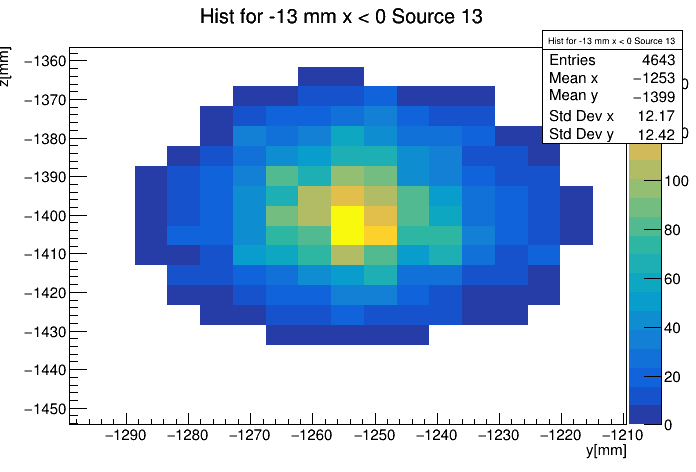 Hist for -13 mm x < 0 Source 13
Hist for -13 mm x < 0 Source 13
Entries 4643
Mean x −1253
Mean y −1399
Std Dev x 12.17
Std Dev y 12.42
z[mm]
−1360
−1370
−1380
−1390
−1400
−1410
−1420
−1430
−1440
−1450
−1290 −1280 −1270 −1260 −1250 −1240 −1230 −1220 −1210
y[mm]
100
80
60
40
20
0